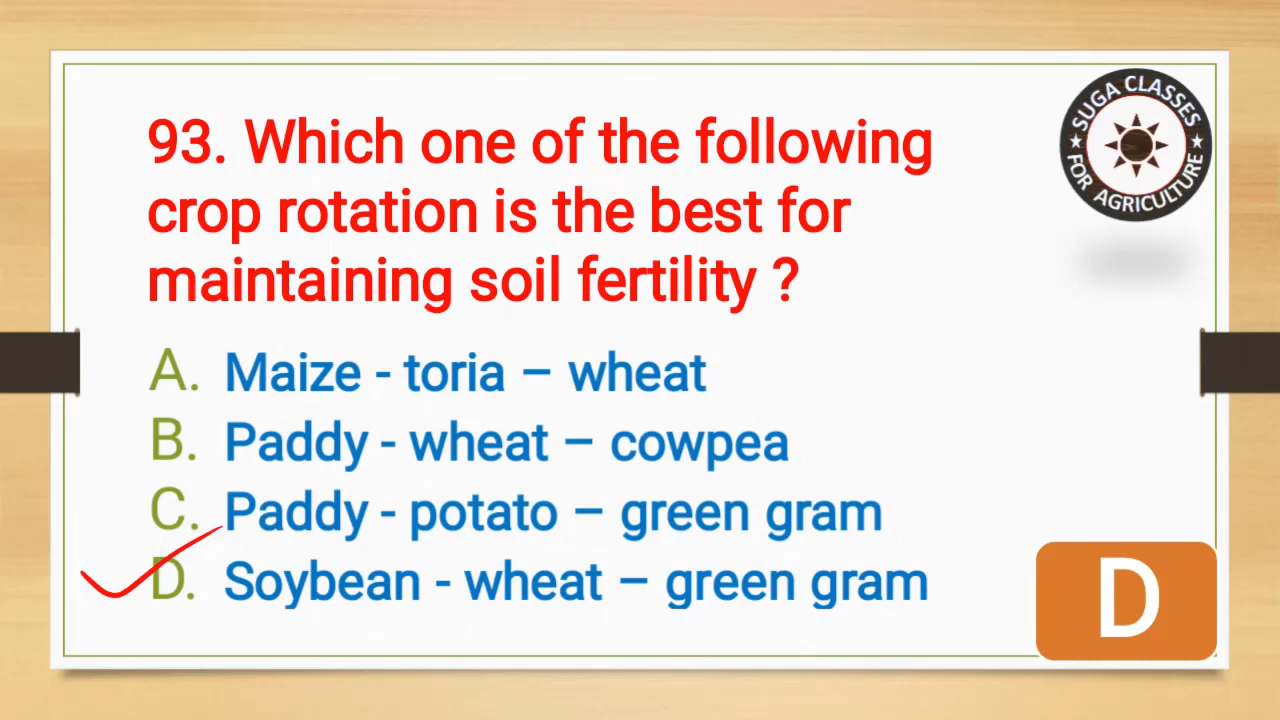 93. Which one of the following
crop rotation is the best for
maintaining soil fertility ?
A. Maize - toria – wheat
B. Paddy - wheat – cowpea
C. Paddy - potato – green gram
D. Soybean - wheat – green gram
SUGA CLASSES
FOR AGRICULTURE
D